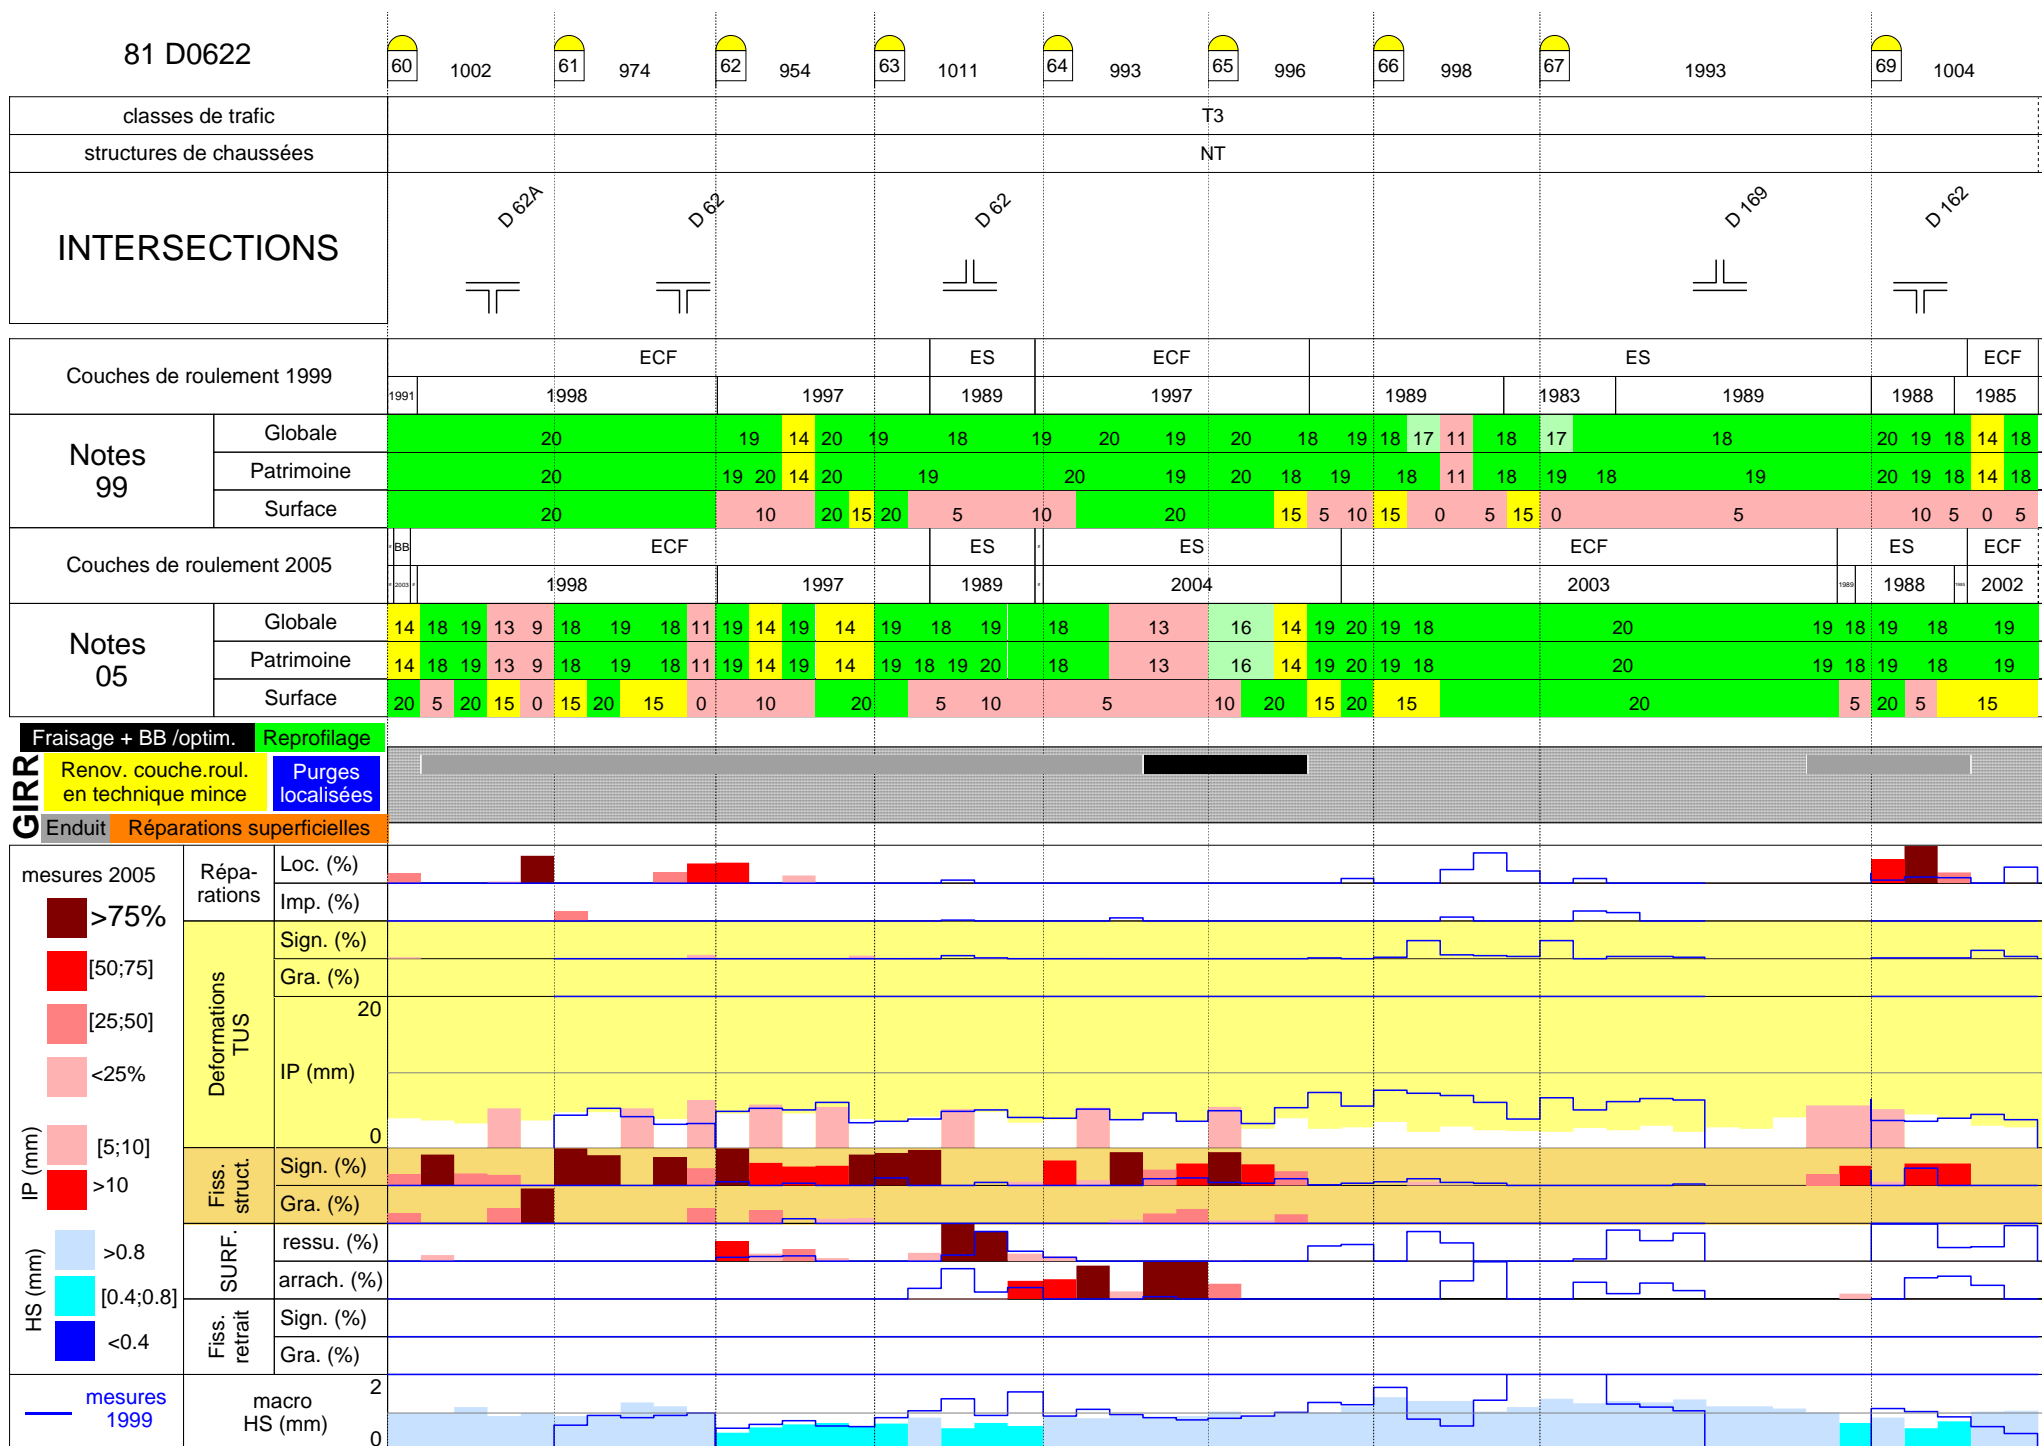 81 D0622
60 1002 61 974 62 954 63 1011 64 993 65 996 66 998 67 1993 69 1004
classes de trafic T3
structures de chaussées NT
INTERSECTIONS
D 62A D 62 D 62 D 169 D 162
Couches de roulement 1999
ECF ES ECF ES ECF
1991 1998 1997 1989 1997 1989 1983 1989 1988 1985
Notes 99
Globale 20 19 14 20 19 18 19 20 19 20 18 19 18 17 11 18 17 18 20 19 18 14 18
Patrimoine 20 19 20 14 20 19 20 19 20 18 19 18 11 18 19 18 19 20 19 18 14 18
Surface 20 10 20 15 20 5 10 20 15 5 10 15 0 5 15 0 5 10 5 0 5
Couches de roulement 2005
BB ECF ES ES ECF ES ECF
2003 1998 1997 1989 2004 2003 1989 1988 2002
Notes 05
Globale 14 18 19 13 9 18 19 18 11 19 14 19 14 19 18 19 18 13 16 14 19 20 19 18 20 19 18 19 18 19
Patrimoine 14 18 19 13 9 18 19 18 11 19 14 19 14 19 18 19 20 18 13 16 14 19 20 19 18 20 19 18 19 18 19
Surface 20 5 20 15 0 15 20 15 0 10 20 5 10 5 10 20 15 20 15 20 5 20 5 15
GIRR
Fraisage + BB /optim. Reprofilage
Renov. couche.roul.
en technique mince
Purges
localisées
Enduit Réparations superficielles
mesures 2005
>75%
[50;75]
[25;50]
<25%
IP (mm)
[5;10]
>10
HS (mm)
>0.8
[0.4;0.8]
<0.4
mesures
1999
Répa-
rations
Loc. (%)
Imp. (%)
Deformations
TUS
Sign. (%)
Gra. (%)
20
IP (mm)
0
Fiss.
struct.
Sign. (%)
Gra. (%)
SURF.
ressu. (%)
arrach. (%)
Fiss.
retrait
Sign. (%)
Gra. (%)
macro
HS (mm)
2
0